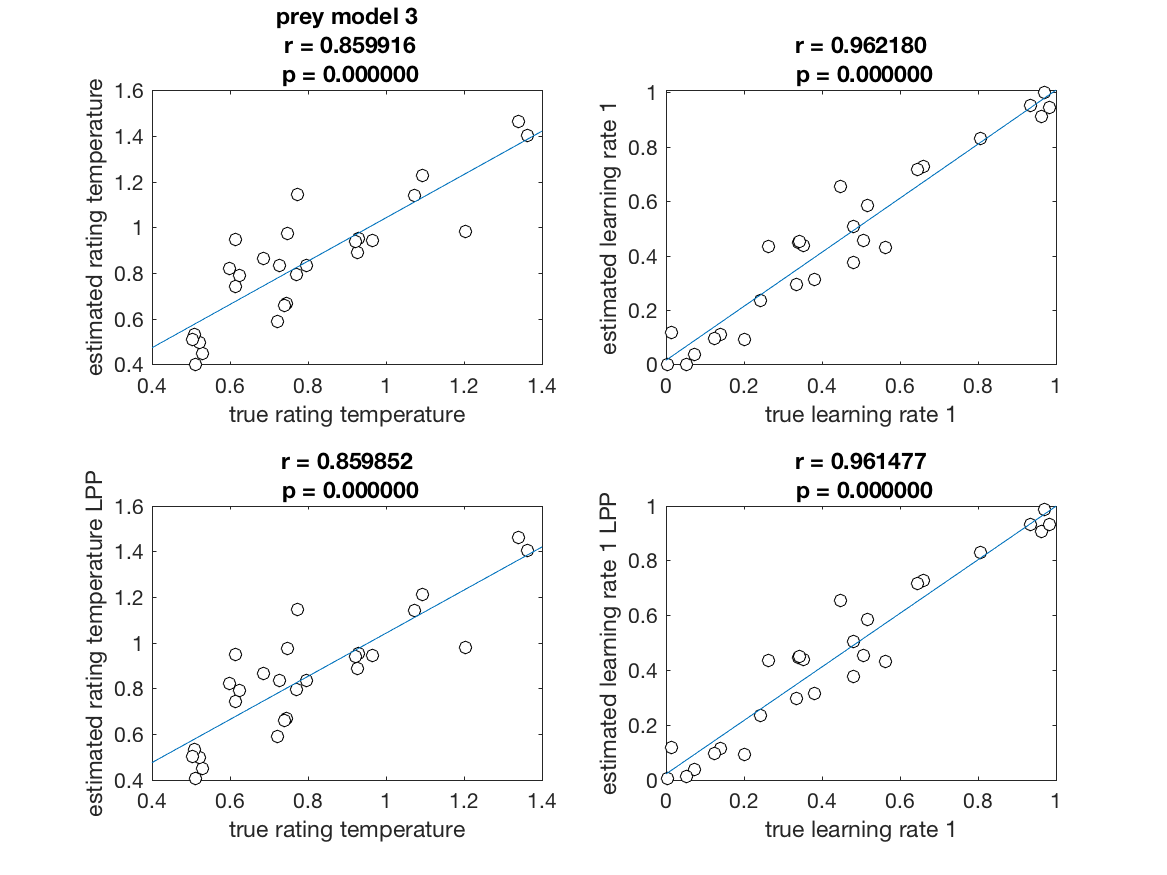 prey model 3
r = 0.859916
p = 0.000000
estimated rating temperature
1.6
1.4
1.2
1
0.8
0.6
0.4
0.4 0.6 0.8 1 1.2 1.4
true rating temperature
r = 0.962180
p = 0.000000
estimated learning rate 1
1
0.8
0.6
0.4
0.2
0
0 0.2 0.4 0.6 0.8 1
true learning rate 1
r = 0.859852
p = 0.000000
estimated rating temperature LPP
1.6
1.4
1.2
1
0.8
0.6
0.4
0.4 0.6 0.8 1 1.2 1.4
true rating temperature
r = 0.961477
p = 0.000000
estimated learning rate 1 LPP
1
0.8
0.6
0.4
0.2
0
0 0.2 0.4 0.6 0.8 1
true learning rate 1